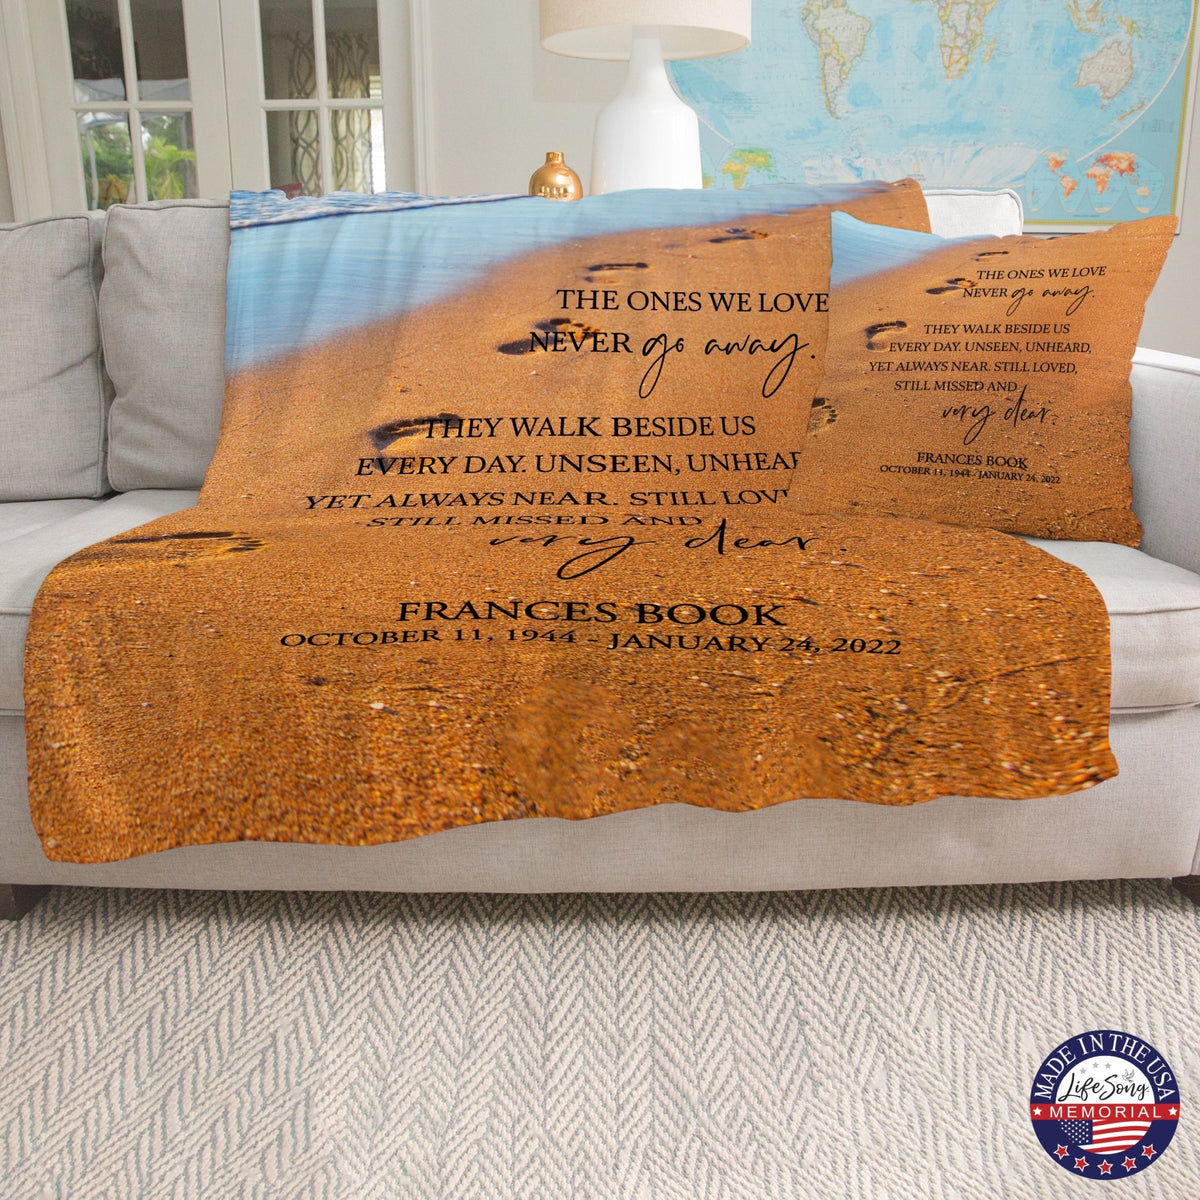 THE ONES WE LOVE
NEVER go away.
THEY WALK BESIDE US
EVERY DAY. UNSEEN, UNHEAR
YET ALWAYS NEAR. STILL LOV
STILL MISSED AND
very dear.
FRANCES BOOK
OCTOBER 11, 1944 - JANUARY 24, 2022
THE ONES WE LOVE
NEVER go away.
THEY WALK BESIDE US
EVERY DAY. UNSEEN, UNHEARD,
YET ALWAYS NEAR. STILL LOVED,
STILL MISSED AND
very dear.
FRANCES BOOK
OCTOBER 11, 1944 - JANUARY 24, 2022
MADE IN THE USA
LifeSong
MEMORIAL